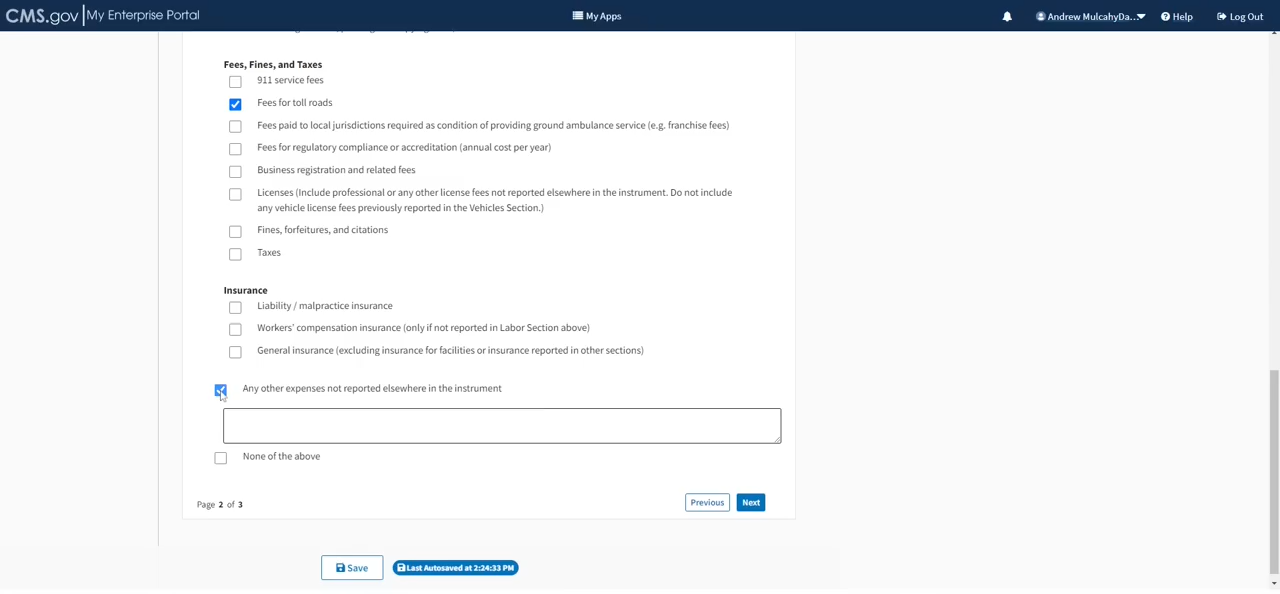 CMS.gov My Enterprise Portal
My Apps
Andrew MulcahyDa...
Help
Log Out
Fees, Fines, and Taxes
911 service fees
Fees for toll roads
Fees paid to local jurisdictions required as condition of providing ground ambulance service (e.g. franchise fees)
Fees for regulatory compliance or accreditation (annual cost per year)
Business registration and related fees
Licenses (Include professional or any other license fees not reported elsewhere in the instrument. Do not include
any vehicle license fees previously reported in the Vehicles Section.)
Fines, forfeitures, and citations
Taxes
Insurance
Liability / malpractice insurance
Workers' compensation insurance (only if not reported in Labor Section above)
General insurance (excluding insurance for facilities or insurance reported in other sections)
Any other expenses not reported elsewhere in the instrument
None of the above
Page 2 of 3
Previous
Next
Save
Last Autosaved at 2:24:33 PM